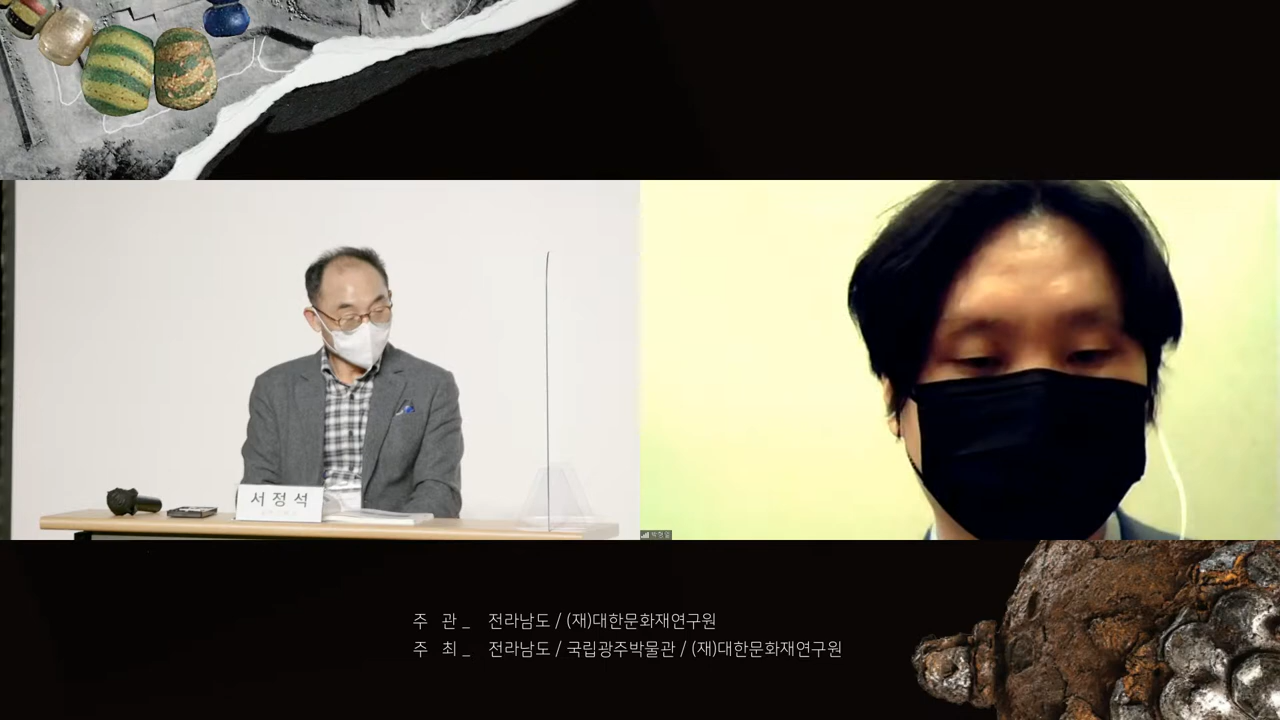 서 정 석
주 관 _ 전라남도 / (재)대한문화재연구원
주 최 _ 전라남도 / 국립광주박물관 / (재)대한문화재연구원